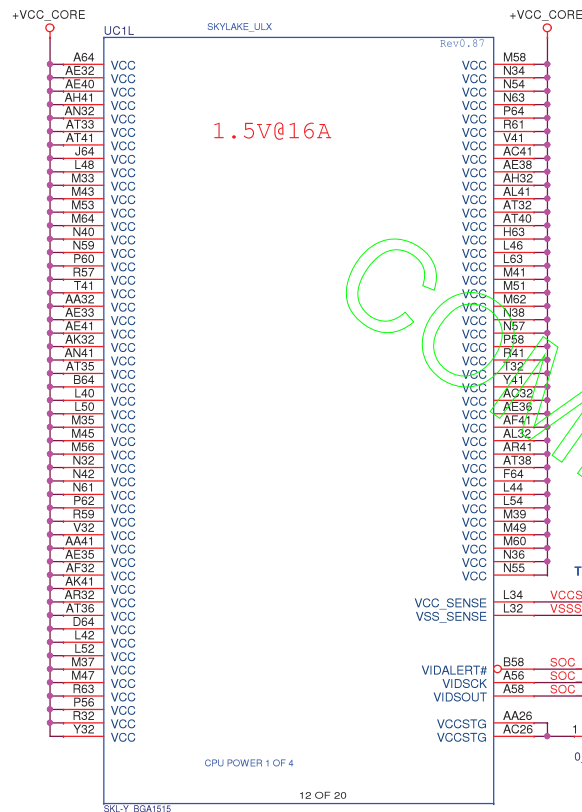 +VCC_CORE
+VCC_CORE
UC1L
SKYLAKE_ULX
Rev0.87
1.5V@16A
A64 VCC VCC M58
AE32 VCC VCC N34
AE40 VCC VCC N54
AH41 VCC VCC N63
AN32 VCC VCC P64
AT33 VCC VCC R61
AT41 VCC VCC V41
J64 VCC VCC AC41
L48 VCC VCC AE38
M33 VCC VCC AH32
M43 VCC VCC AL41
M53 VCC VCC AT32
M64 VCC VCC AT40
N40 VCC VCC H63
N59 VCC VCC L46
P60 VCC VCC L63
R57 VCC VCC M41
T41 VCC VCC M51
AA32 VCC VCC M62
AE33 VCC VCC N38
AE41 VCC VCC N57
AK32 VCC VCC P58
AN41 VCC VCC R41
AT35 VCC VCC T32
B64 VCC VCC Y41
L40 VCC VCC AC32
L50 VCC VCC AE36
M35 VCC VCC AF41
M45 VCC VCC AL32
M56 VCC VCC AR41
N32 VCC VCC AT38
N42 VCC VCC F64
N61 VCC VCC L44
P62 VCC VCC L54
R59 VCC VCC M39
V32 VCC VCC M49
AA41 VCC VCC M60
AE35 VCC VCC N36
AF32 VCC VCC N55
AK41 VCC
AR32 VCC VCC_SENSE L34 VCCS
AT36 VCC VSS_SENSE L32 VSSS
D64 VCC
L42 VCC
L52 VCC
M37 VCC VIDALERT# B58 SOC
M47 VCC VIDSCK A56 SOC
R63 VCC VIDSOUT A58 SOC
P56 VCC
R32 VCC VCCSTG AA26
Y32 VCC VCCSTG AC26 1
T
0_
CPU POWER 1 OF 4
12 OF 20
SKL-Y_BGA1515
COM